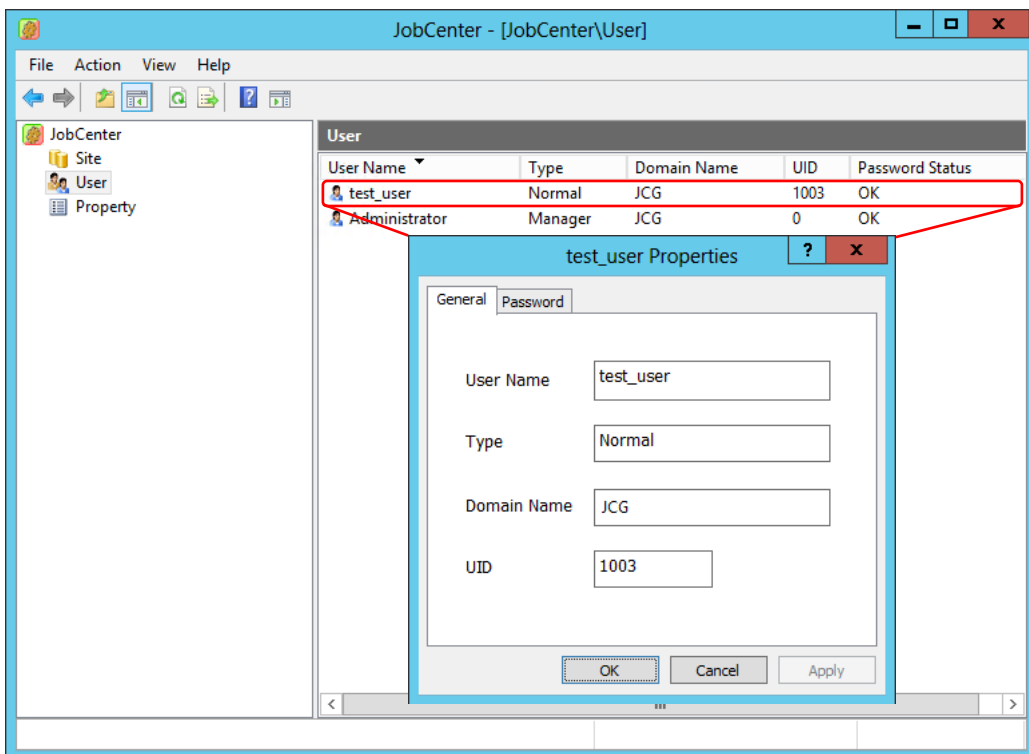 JobCenter - [JobCenter\User]
File Action View Help
JobCenter
Site
User
Property
User
User Name Type Domain Name UID Password Status
test_user Normal JCG 1003 OK
Administrator Manager JCG 0 OK
test_user Properties
General Password
User Name test_user
Type Normal
Domain Name JCG
UID 1003
OK Cancel Apply